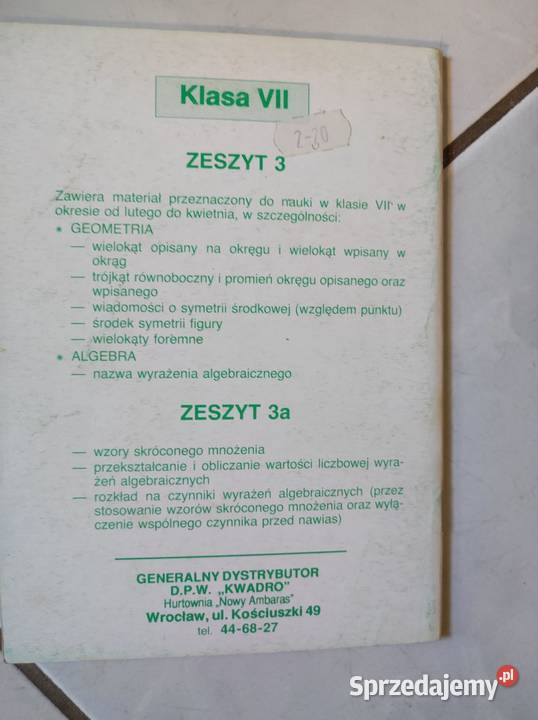 Klasa VII
2-30
ZESZYT 3
Zawiera materiał przeznaczony do nauki w klasie VII w
okresie od lutego do kwietnia, w szczególności:
• GEOMETRIA
— wielokąt opisany na okręgu i wielokąt wpisany w
okrąg
— trójkąt równoboczny i promień okręgu opisanego oraz
wpisanego
— wiadomości o symetrii środkowej (względem punktu)
— środek symetrii figury
— wielokąty foremne
• ALGEBRA
— nazwa wyrażenia algebraicznego
ZESZYT 3a
— wzory skróconego mnożenia
— przekształcanie i obliczanie wartości liczbowej wyra-
żeń algebraicznych
— rozkład na czynniki wyrażeń algebraicznych (przez
stosowanie wzorów skróconego mnożenia oraz wyłą-
czenie wspólnego czynnika przed nawias)
GENERALNY DYSTRYBUTOR
D.P.W. „KWADRO"
Hurtownia „Nowy Ambaras"
Wrocław, ul. Kościuszki 49
tel. 44-68-27
Sprzedajemy.pl